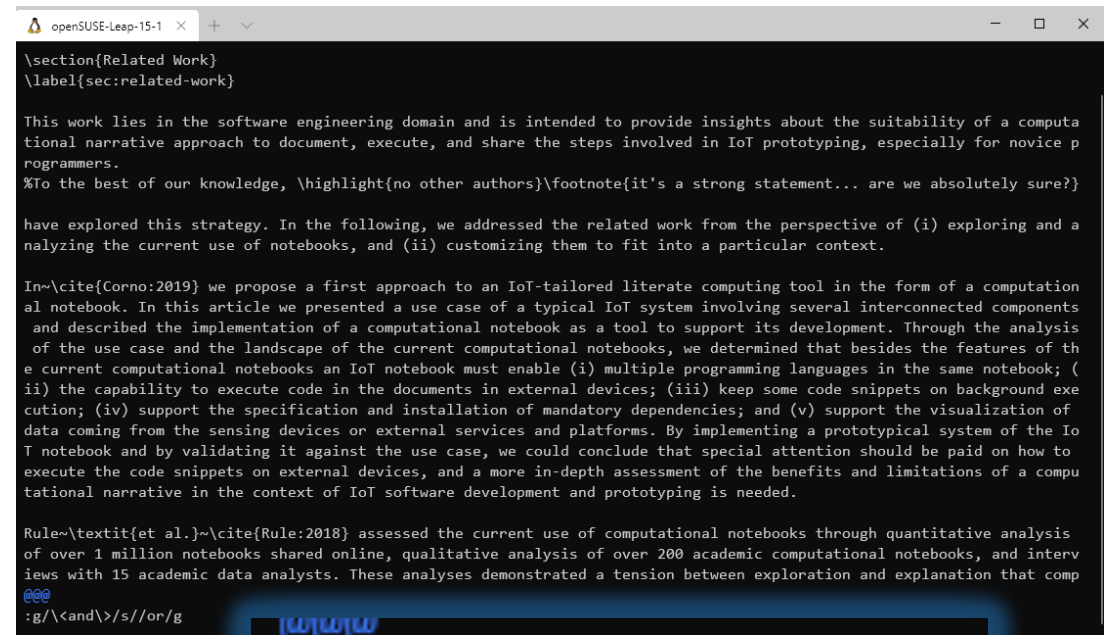 openSUSE-Leap-15-1
\section{Related Work}
\label{sec:related-work}
This work lies in the software engineering domain and is intended to provide insights about the suitability of a computa
tional narrative approach to document, execute, and share the steps involved in IoT prototyping, especially for novice p
rogrammers.
%To the best of our knowledge, \highlight{no other authors}\footnote{it's a strong statement... are we absolutely sure?}
have explored this strategy. In the following, we addressed the related work from the perspective of (i) exploring and a
nalyzing the current use of notebooks, and (ii) customizing them to fit into a particular context.
In~\cite{Corno:2019} we propose a first approach to an IoT-tailored literate computing tool in the form of a computation
al notebook. In this article we presented a use case of a typical IoT system involving several interconnected components
and described the implementation of a computational notebook as a tool to support its development. Through the analysis
of the use case and the landscape of the current computational notebooks, we determined that besides the features of th
e current computational notebooks an IoT notebook must enable (i) multiple programming languages in the same notebook; (
ii) the capability to execute code in the documents in external devices; (iii) keep some code snippets on background exe
cution; (iv) support the specification and installation of mandatory dependencies; and (v) support the visualization of
data coming from the sensing devices or external services and platforms. By implementing a prototypical system of the Io
T notebook and by validating it against the use case, we could conclude that special attention should be paid on how to
execute the code snippets on external devices, and a more in-depth assessment of the benefits and limitations of a compu
tational narrative in the context of IoT software development and prototyping is needed.
Rule~\textit{et al.}~\cite{Rule:2018} assessed the current use of computational notebooks through quantitative analysis
of over 1 million notebooks shared online, qualitative analysis of over 200 academic computational notebooks, and interv
iews with 15 academic data analysts. These analyses demonstrated a tension between exploration and explanation that comp
@@@
:g/\<and\>/s//or/g